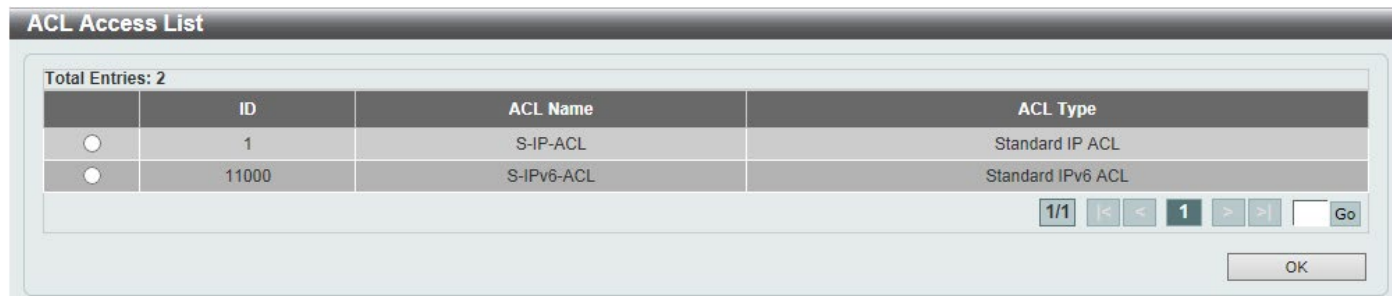 ACL Access List
Total Entries: 2
ID ACL Name ACL Type
1 S-IP-ACL Standard IP ACL
11000 S-IPv6-ACL Standard IPv6 ACL
1/1 |< < 1 > >| Go
OK